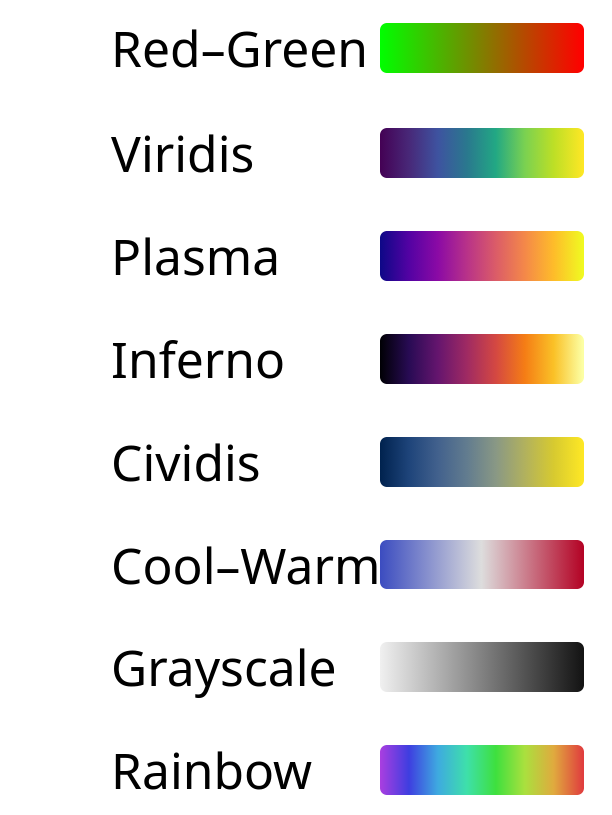 Red–Green
Viridis
Plasma
Inferno
Cividis
Cool–Warm
Grayscale
Rainbow